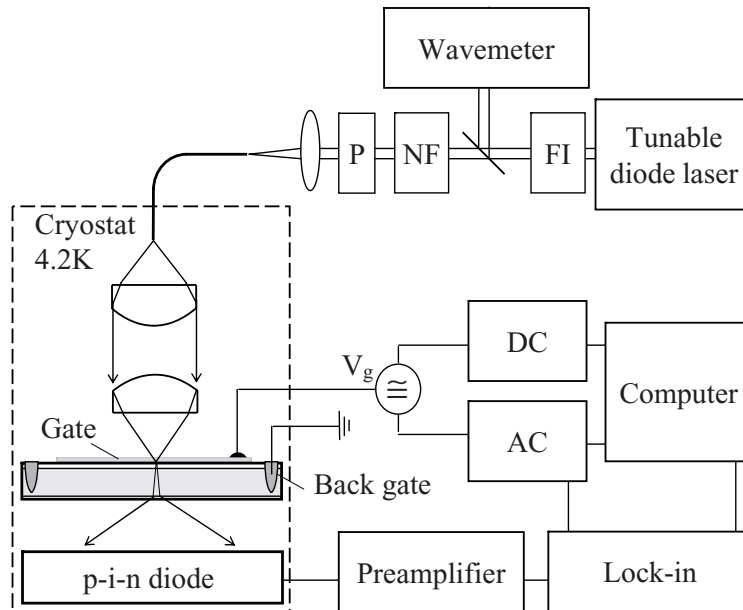 Wavemeter
P
NF
FI
Tunable
diode laser
Cryostat
4.2K
DC
Vg
≅
Computer
AC
Gate
Back gate
p-i-n diode
Preamplifier
Lock-in